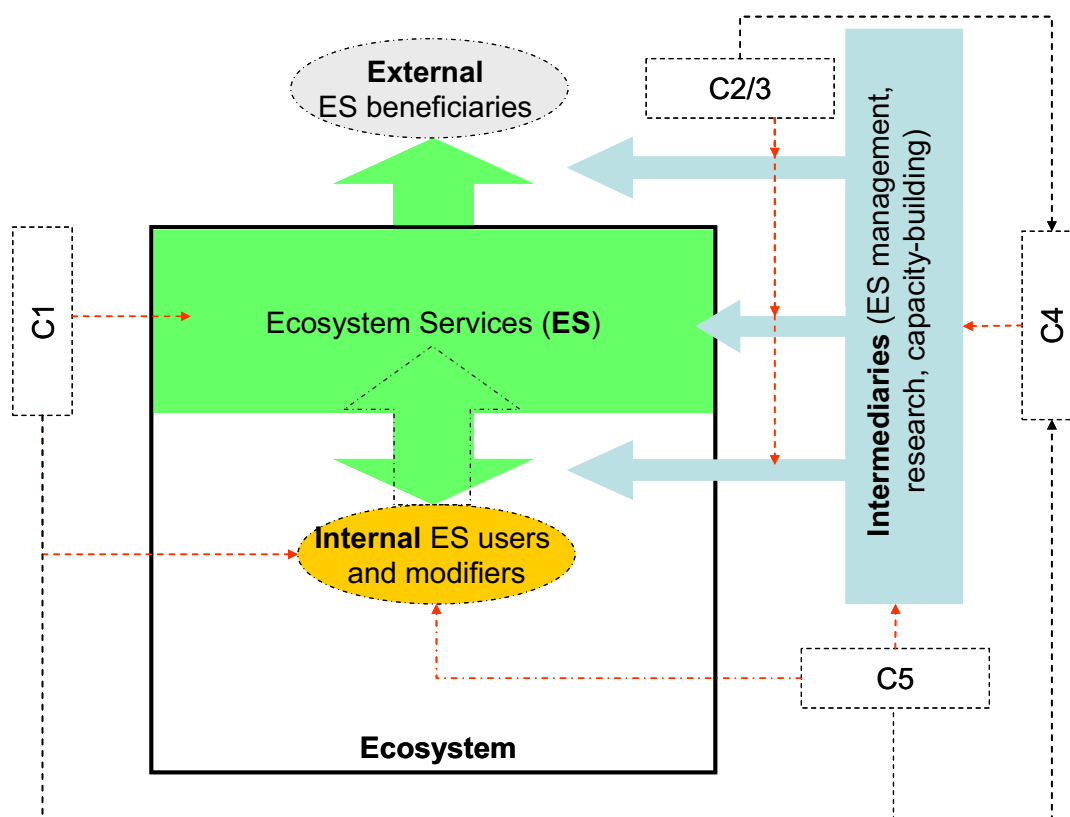 External
ES beneficiaries
C2/3
Intermediaries (ES management,
research, capacity-building)
C1
Ecosystem Services (ES)
C4
Internal ES users
and modifiers
C5
Ecosystem